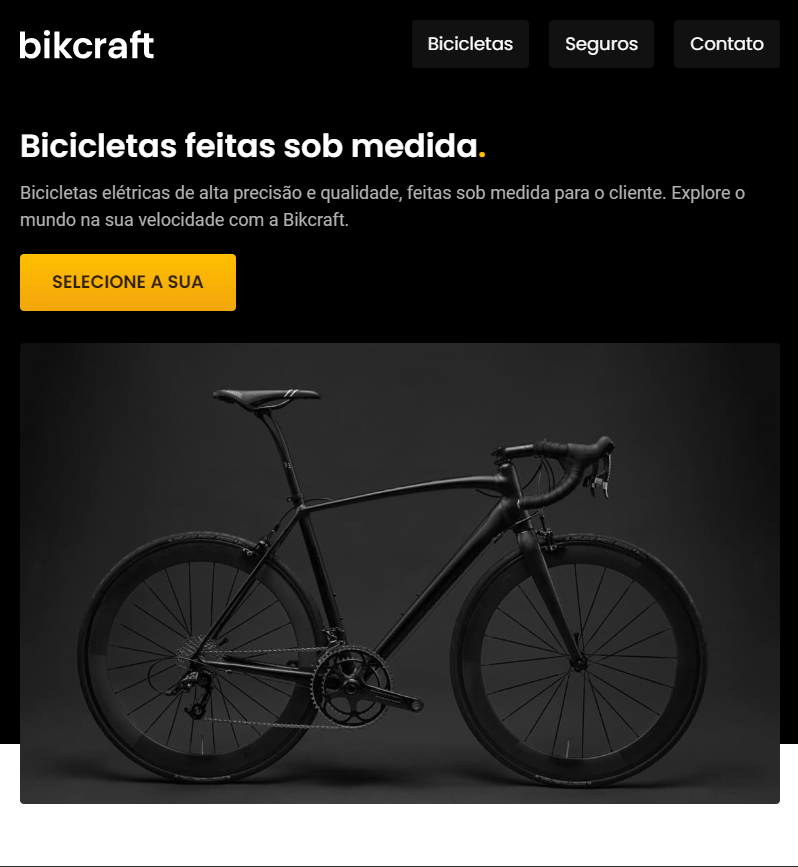 bikcraft
Bicicletas
Seguros
Contato
Bicicletas feitas sob medida.
Bicicletas elétricas de alta precisão e qualidade, feitas sob medida para o cliente. Explore o
mundo na sua velocidade com a Bikcraft.
SELECIONE A SUA